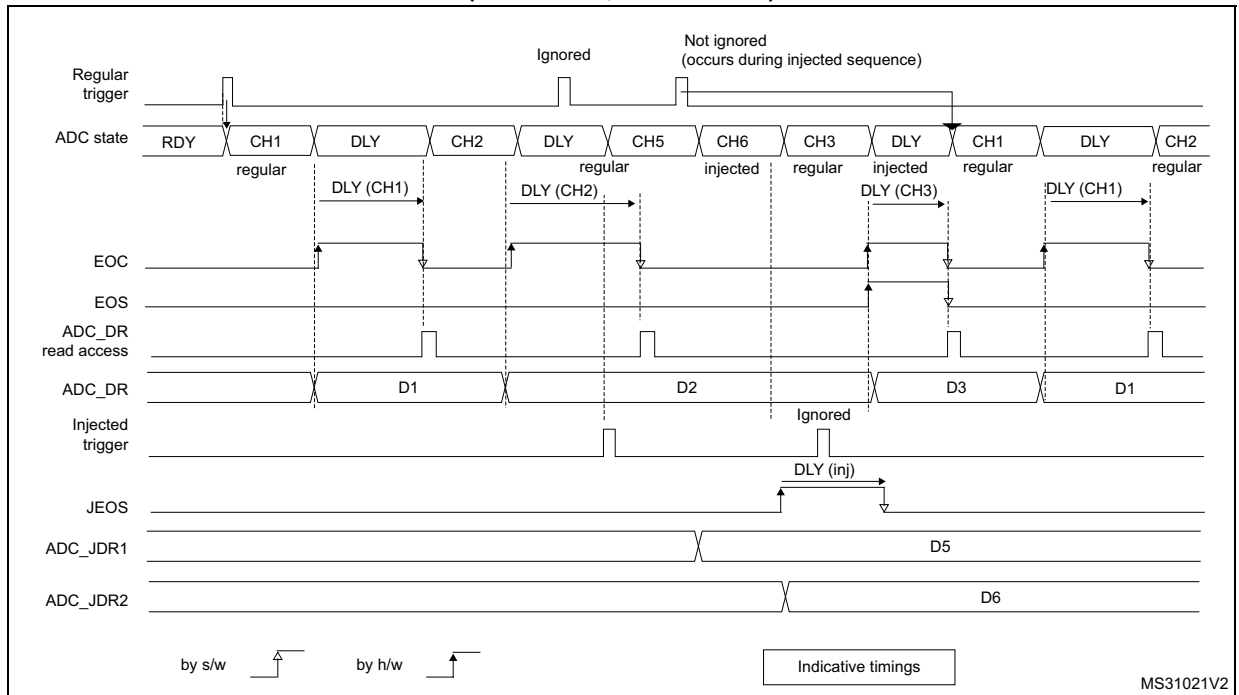 Ignored
Not ignored
(occurs during injected sequence)
Regular
trigger
ADC state RDY CH1 DLY CH2 DLY CH5 CH6 CH3 DLY CH1 DLY CH2
regular regular injected regular injected regular regular
DLY (CH1) DLY (CH2) DLY (CH3) DLY (CH1)
EOC
EOS
ADC_DR
read access
ADC_DR D1 D2 D3 D1
Injected
trigger
Ignored
DLY (inj)
JEOS
ADC_JDR1 D5
ADC_JDR2 D6
by s/w by h/w Indicative timings
MS31021V2